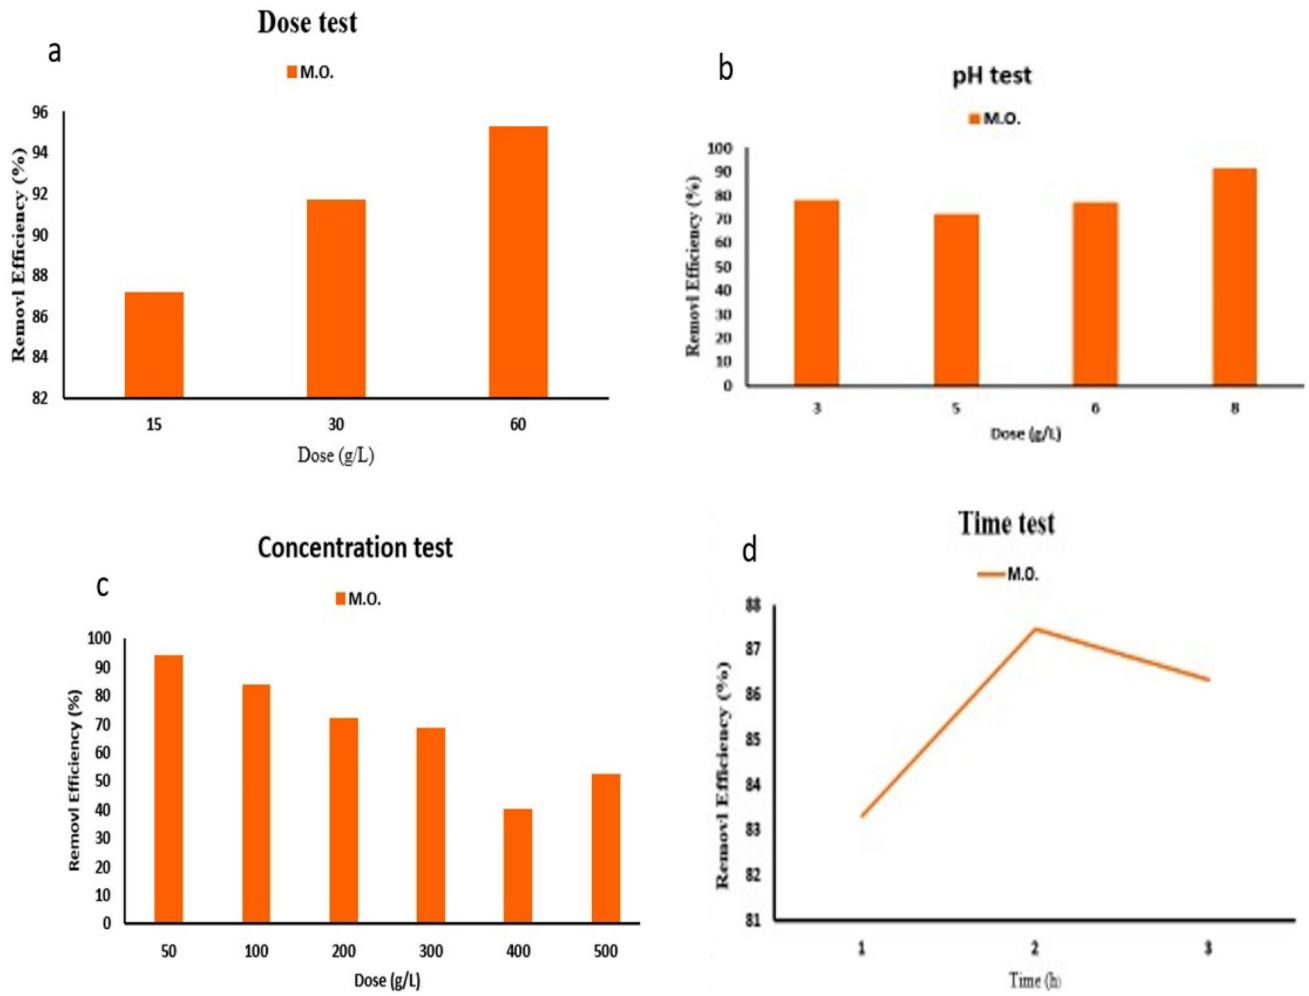 Dose test
a
M.O.
Removl Efficiency (%)
96
94
92
90
88
86
84
82
15 30 60
Dose (g/L)
b
pH test
M.O.
Removl Efficiency (%)
100
90
80
70
60
50
40
30
20
10
0
3 5 6 8
Dose (g/L)
Concentration test
c
M.O.
Removl Efficiency (%)
100
90
80
70
60
50
40
30
20
10
0
50 100 200 300 400 500
Dose (g/L)
Time test
d
M.O.
Removl Efficiency (%)
88
87
86
85
84
83
82
81
1 2 3
Time (h)